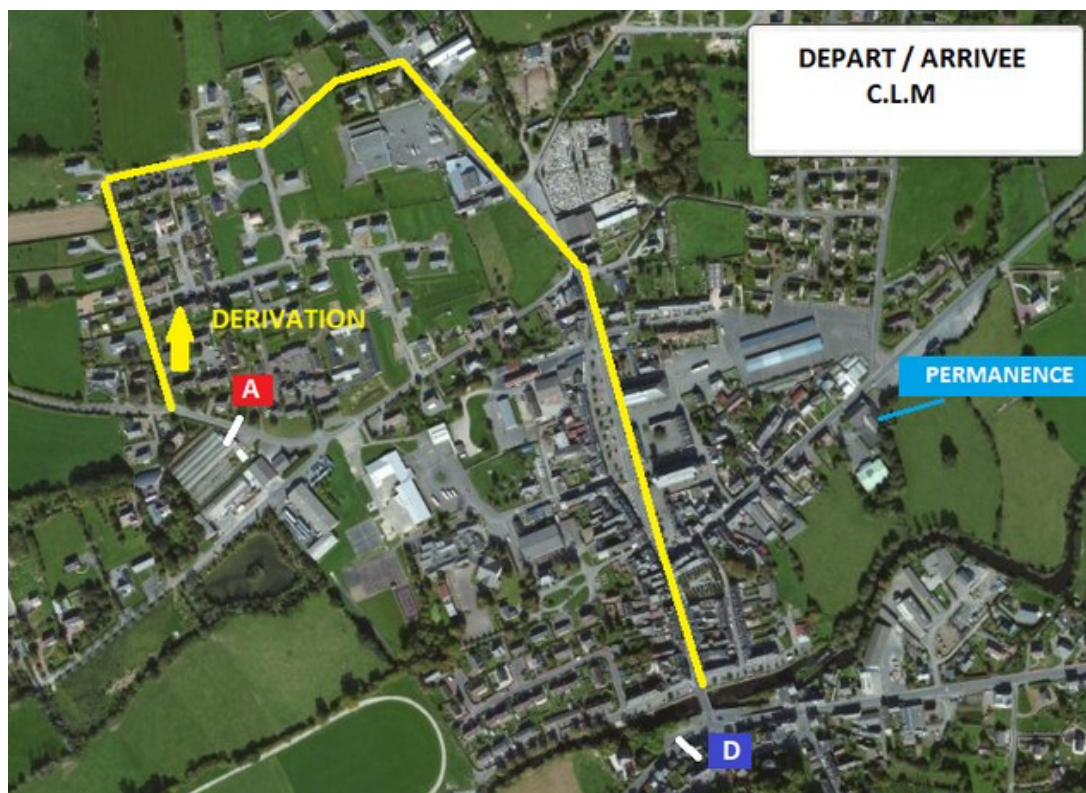 DEPART / ARRIVEE
C.L.M
DERIVATION
A
PERMANENCE
D